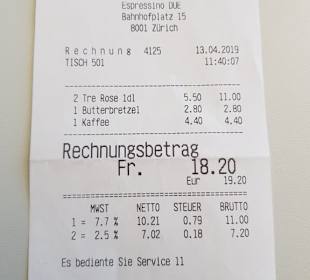 Espressino DUE
Bahnhofplatz 15
8001 Zürich
Rechnung 4125 13.04.2019
TISCH 501 11:40:07
2 Tre Rose 1dl 5.50 11.00
1 Butterbretzel 2.80 2.80
1 Kaffee 4.40 4.40
Rechnungsbetrag
Fr. 18.20
Eur 19.20
MWST NETTO STEUER BRUTTO
1 = 7.7 % 10.21 0.79 11.00
2 = 2.5 % 7.02 0.18 7.20
Es bediente Sie Service 11